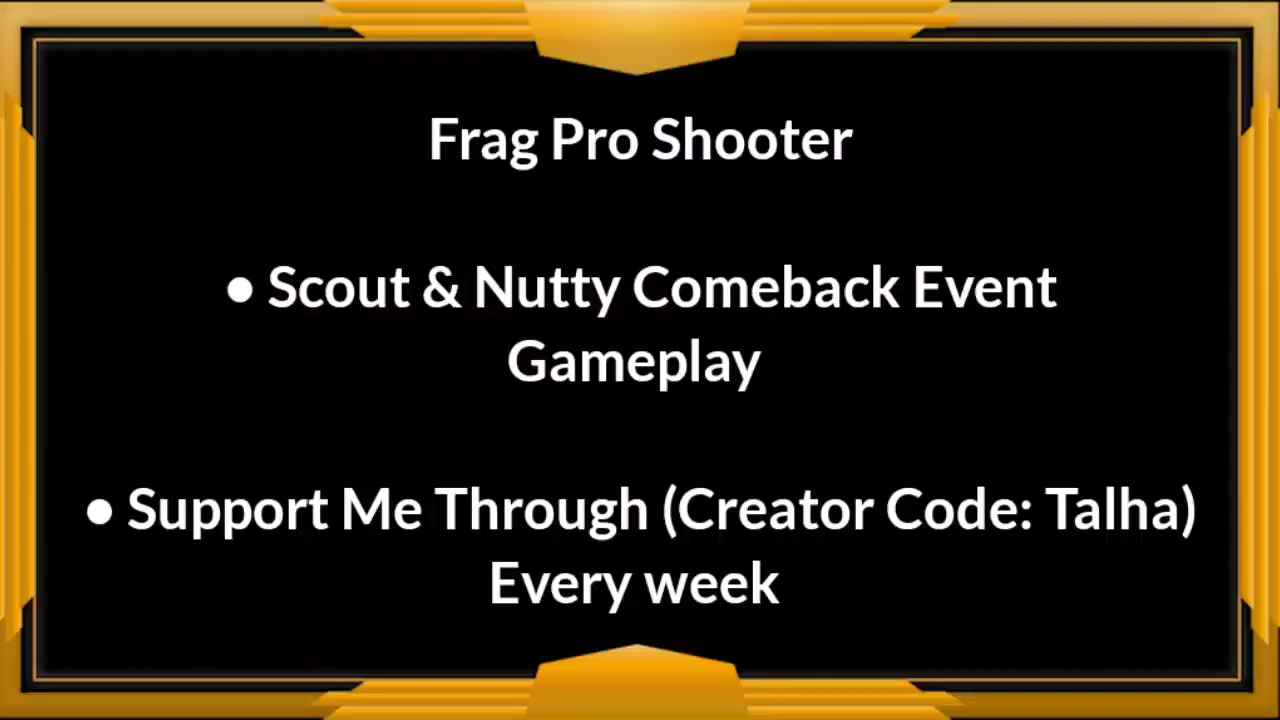 Frag Pro Shooter
• Scout & Nutty Comeback Event
Gameplay
• Support Me Through (Creator Code: Talha)
Every week